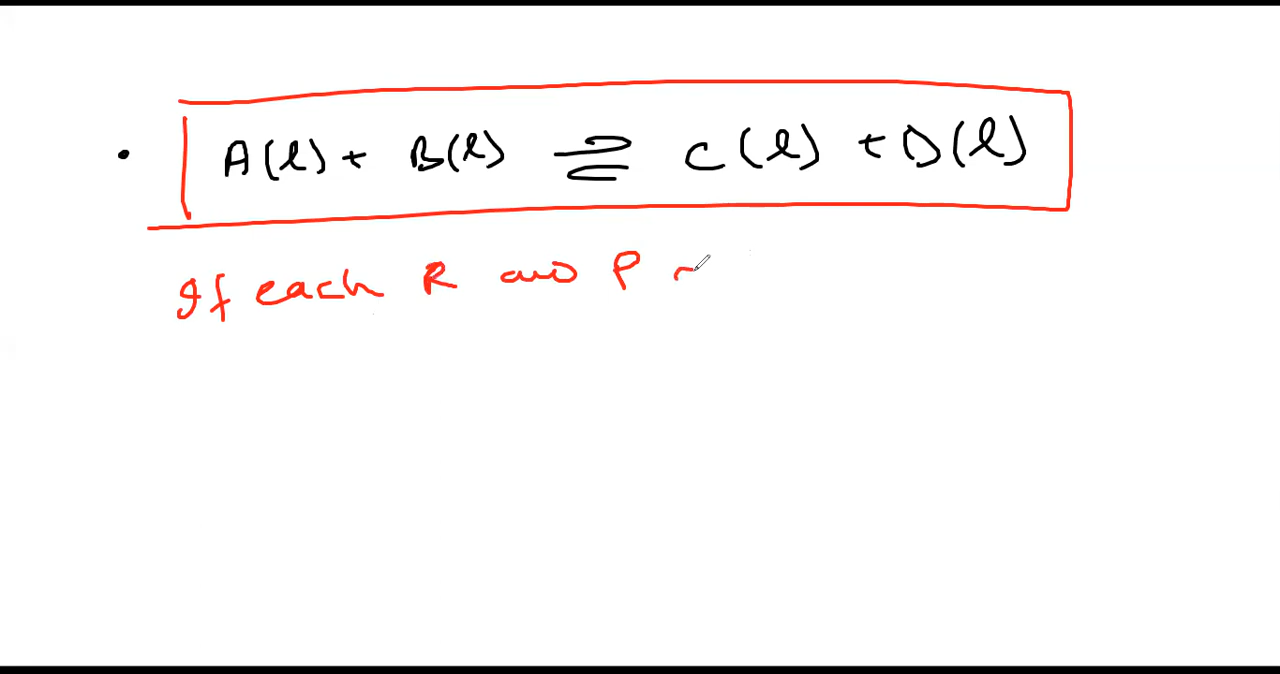 • A(l) + B(l) ⇌ C(l) + D(l)
If each R and P